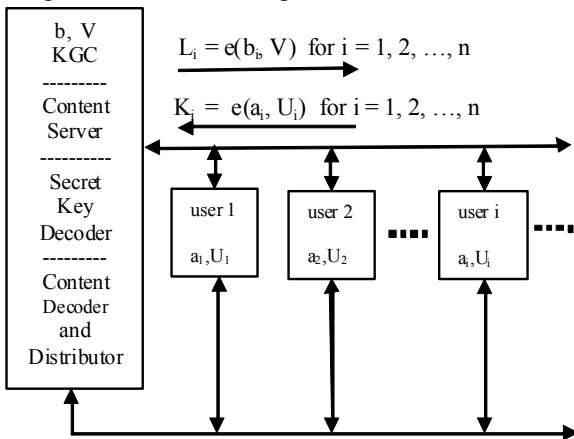 b, V
KGC
---------
Content
Server
-----------
Secret
Key
Decoder
---------
Content
Decoder
and
Distributor
Lᵢ = e(bᵢ, V) for i = 1, 2, …, n
Kᵢ = e(aᵢ, Uᵢ) for i = 1, 2, …, n
user 1
a₁,U₁
user 2
a₂,U₂
user i
aᵢ,Uᵢ